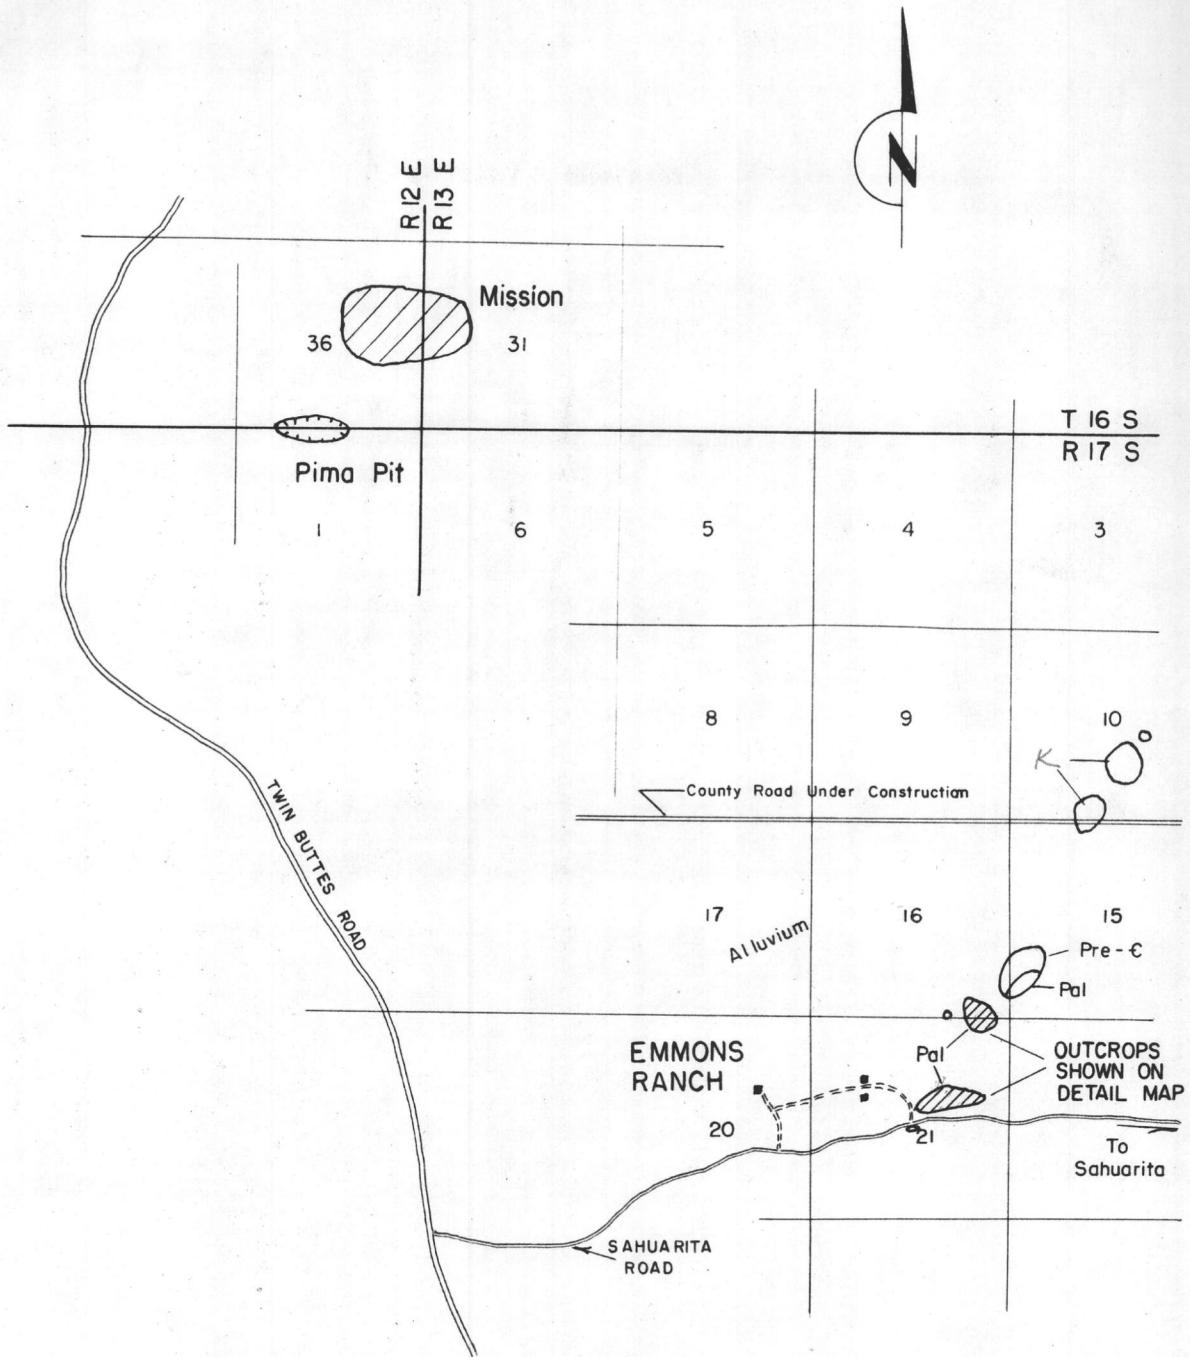 N
R 12 E
R 13 E
Mission
36
31
T 16 S
R 17 S
Pima Pit
1
6
5
4
3
8
9
10
K
County Road Under Construction
TWIN BUTTES ROAD
17
16
15
Alluvium
Pre-Є
Pal
EMMONS
RANCH
Pal
OUTCROPS
SHOWN ON
DETAIL MAP
20
21
To
Sahuarita
SAHUARITA
ROAD